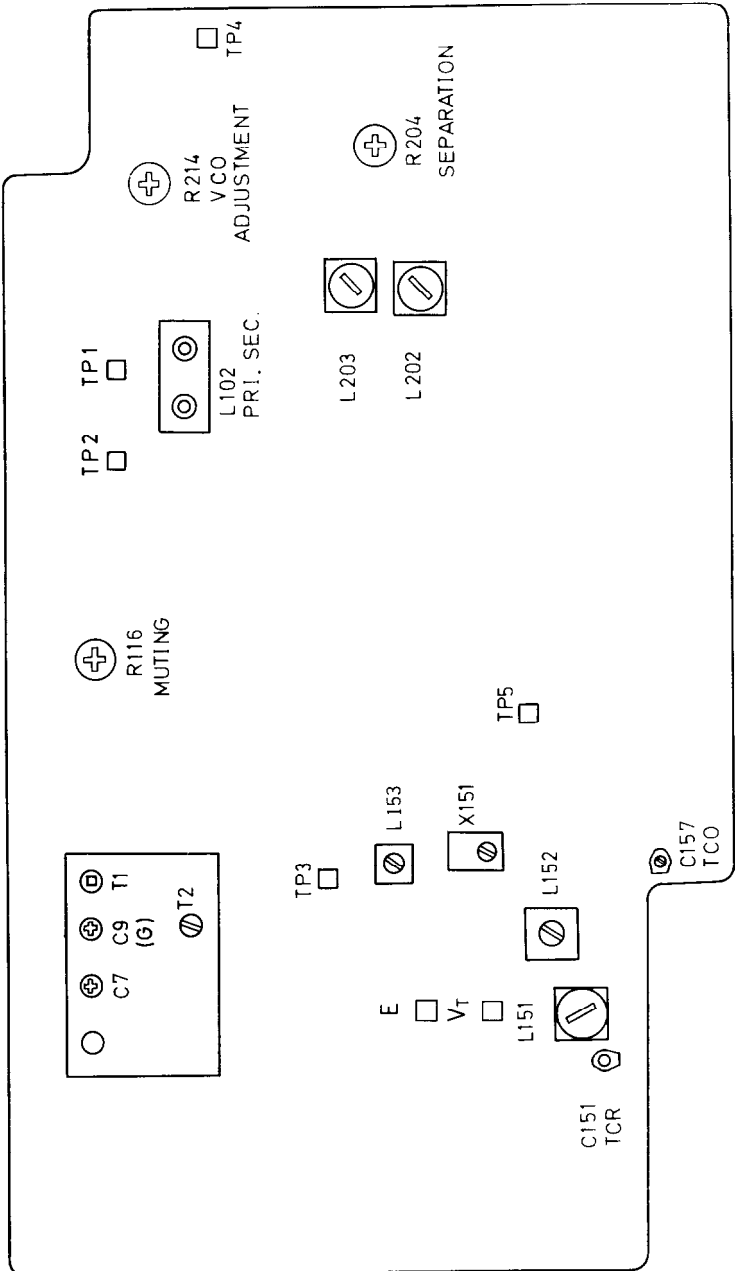 C151
TCR
L151
VT
E
L152
C157
TCO
X151
L153
TP3
TP5
C7
C9
(G)
T1
T2
R116
MUTING
TP2
TP1
L102
PRI. SEC.
L203
L202
R214
VCO
ADJUSTMENT
R204
SEPARATION
TP4